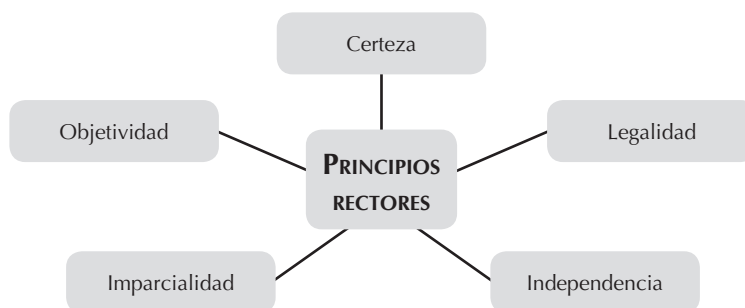 Certeza
Objetividad
Legalidad
PRINCIPIOS
RECTORES
Imparcialidad
Independencia